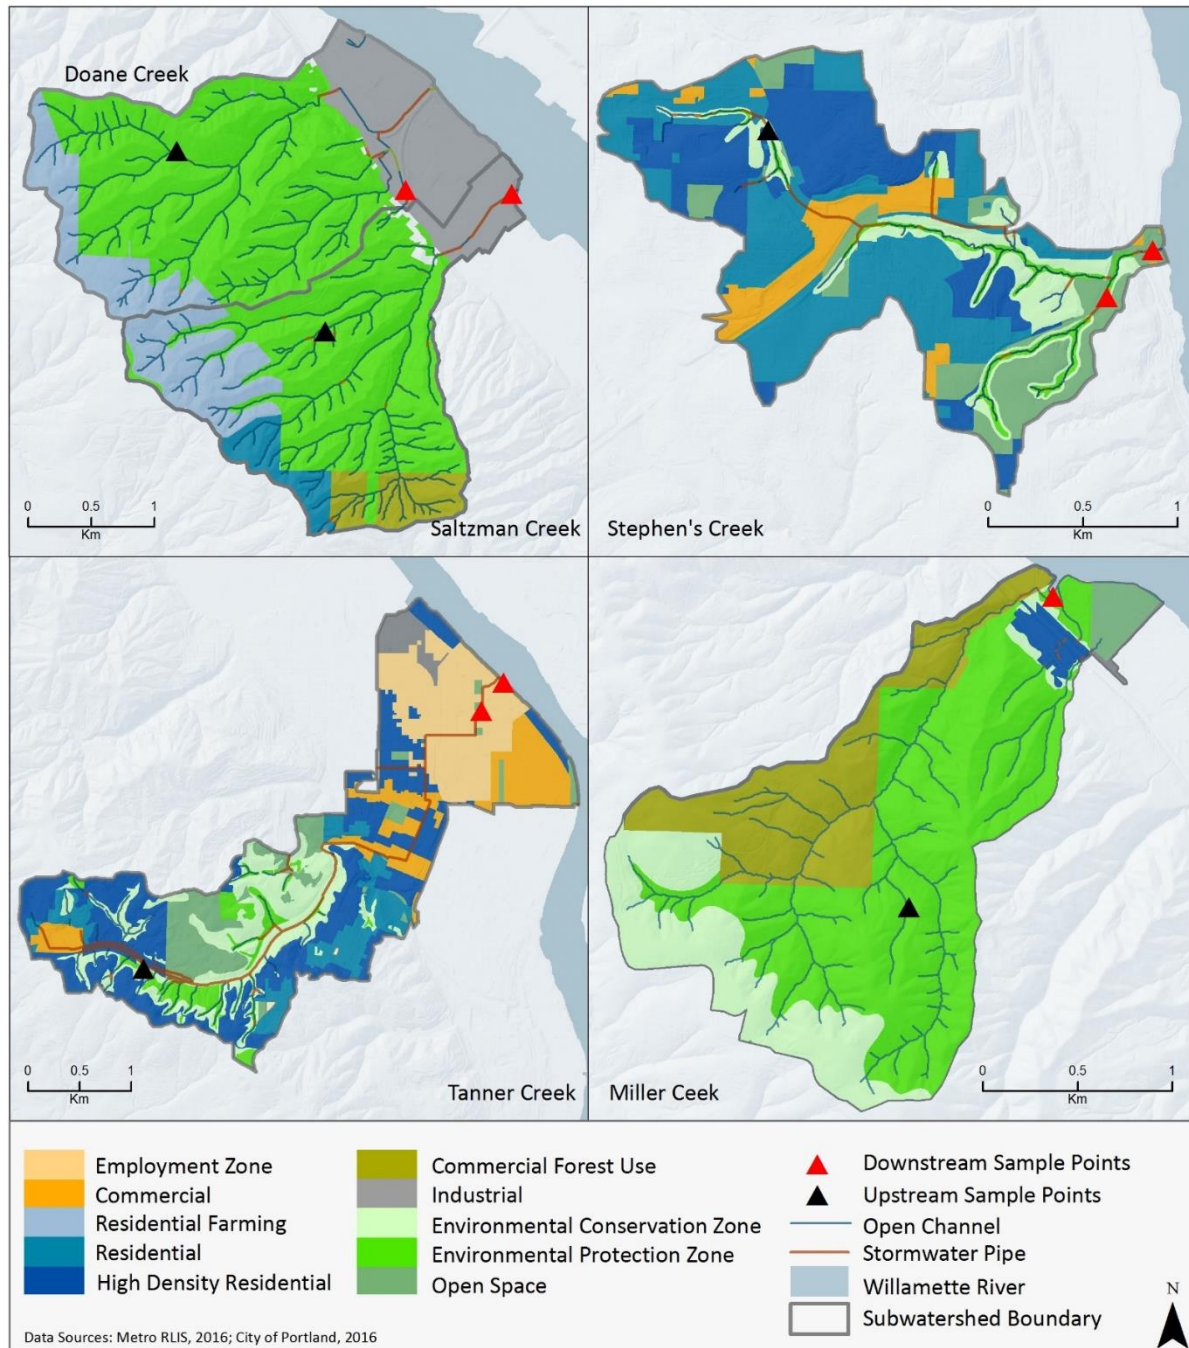 Doane Creek
0 0.5 1
Km
Saltzman Creek
0 0.5 1
Km
Stephen's Creek
0 0.5 1
Km
Tanner Creek
0 0.5 1
Km
Miller Ceek
Employment Zone
Commercial
Residential Farming
Residential
High Density Residential
Commercial Forest Use
Industrial
Environmental Conservation Zone
Environmental Protection Zone
Open Space
Downstream Sample Points
Upstream Sample Points
Open Channel
Stormwater Pipe
Willamette River
Subwatershed Boundary
N
Data Sources: Metro RLIS, 2016; City of Portland, 2016